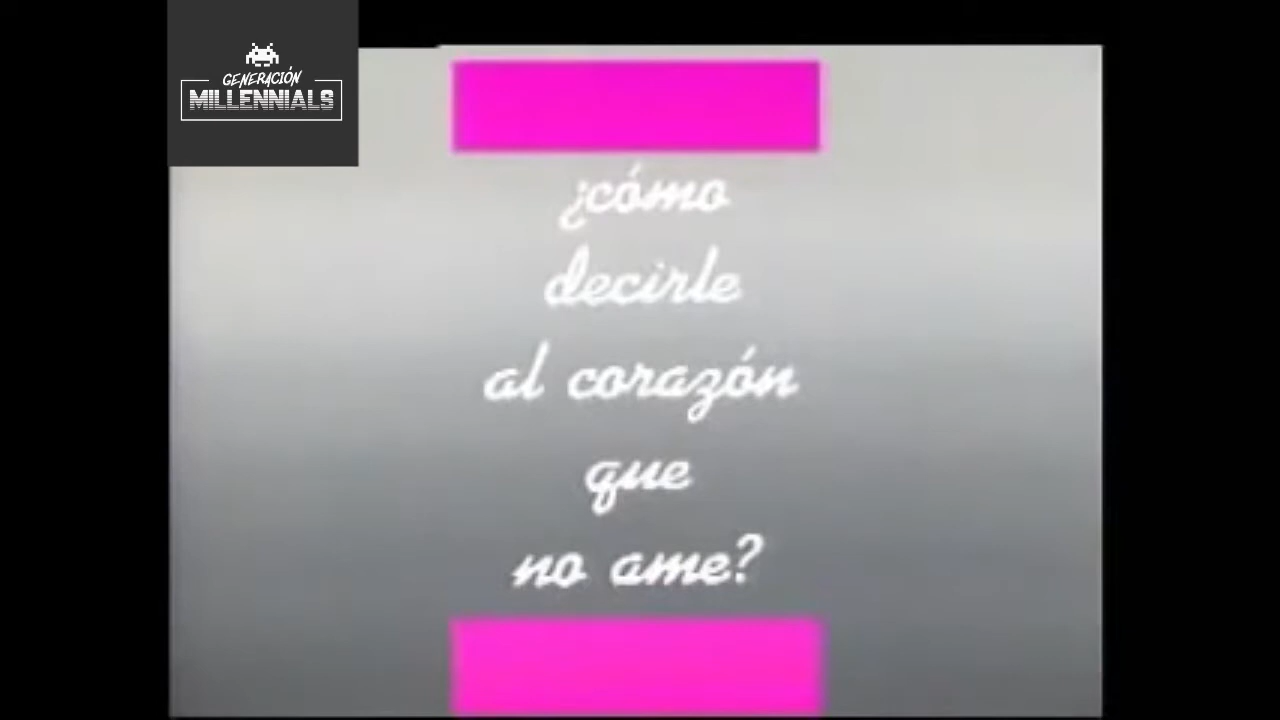 GENERACIÓN
MILLENNIALS
¿cómo
decirle
al corazón
que
no ame?